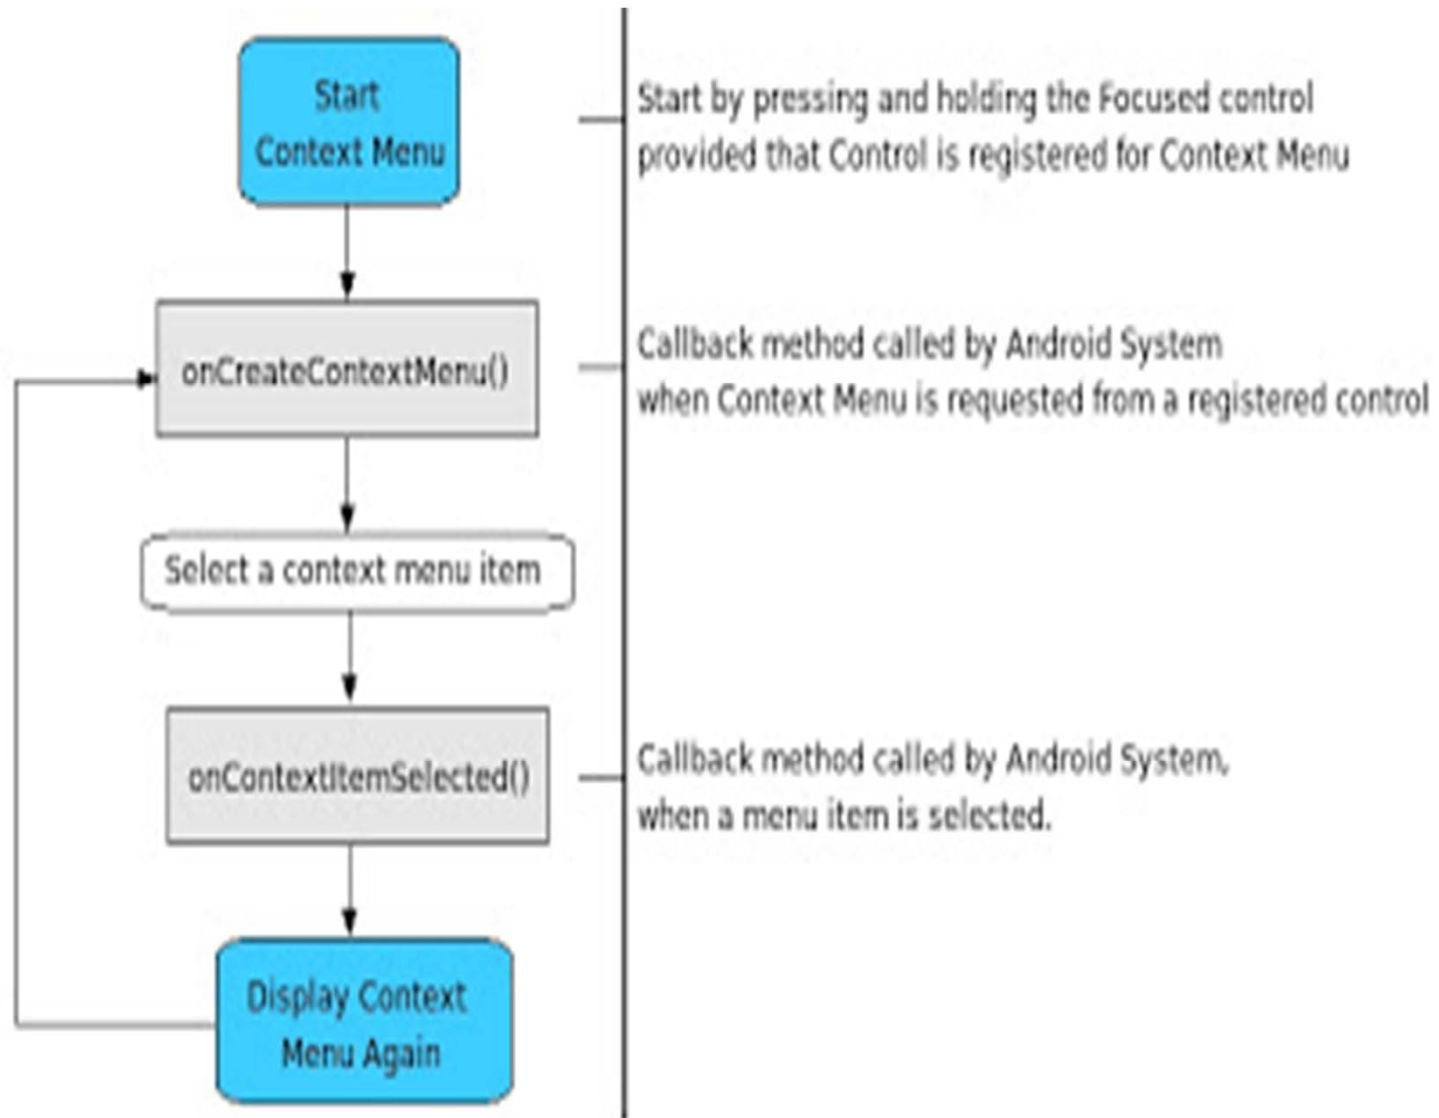 Start
Context Menu
Start by pressing and holding the Focused control
provided that Control is registered for Context Menu
onCreateContextMenu()
Callback method called by Android System
when Context Menu is requested from a registered control
Select a context menu item
onContextItemSelected()
Callback method called by Android System,
when a menu item is selected.
Display Context
Menu Again